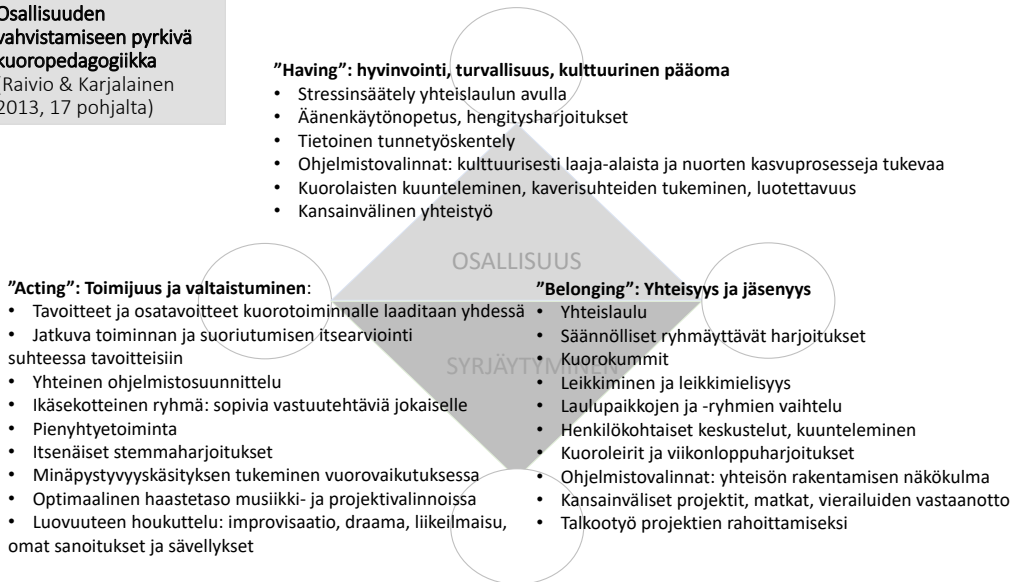 Osallisuuden
vahvistamiseen pyrkivä
kuoropedagogiikka
(Raivio & Karjalainen
2013, 17 pohjalta)
”Having”: hyvinvointi, turvallisuus, kulttuurinen pääoma
• Stressinsäätely yhteislaulun avulla
• Äänenkäytönopetus, hengitysharjoitukset
• Tietoinen tunnetyöskentely
• Ohjelmistovalinnat: kulttuurisesti laaja-alaista ja nuorten kasvuprosesseja tukevaa
• Kuorolaisten kuunteleminen, kaverisuhteiden tukeminen, luotettavuus
• Kansainvälinen yhteistyö
OSALLISUUS
SYRJÄYTYMINEN
”Acting”: Toimijuus ja valtaistuminen:
• Tavoitteet ja osatavoitteet kuorotoiminnalle laaditaan yhdessä
• Jatkuva toiminnan ja suoriutumisen itsearviointi
suhteessa tavoitteisiin
• Yhteinen ohjelmistosuunnittelu
• Ikäsekotteinen ryhmä: sopivia vastuutehtäviä jokaiselle
• Pienyhtyetoiminta
• Itsenäiset stemmaharjoitukset
• Minäpystyvyyskäsityksen tukeminen vuorovaikutuksessa
• Optimaalinen haastetaso musiikki- ja projektivalinnoissa
• Luovuuteen houkuttelu: improvisaatio, draama, liikeilmaisu,
omat sanoitukset ja sävellykset
”Belonging”: Yhteisyys ja jäsenyys
• Yhteislaulu
• Säännölliset ryhmäyttävät harjoitukset
• Kuorokummit
• Leikkiminen ja leikkimielisyys
• Laulupaikkojen ja -ryhmien vaihtelu
• Henkilökohtaiset keskustelut, kuunteleminen
• Kuoroleirit ja viikonloppuharjoitukset
• Ohjelmistovalinnat: yhteisön rakentamisen näkökulma
• Kansainväliset projektit, matkat, vierailuiden vastaanotto
• Talkootyö projektien rahoittamiseksi